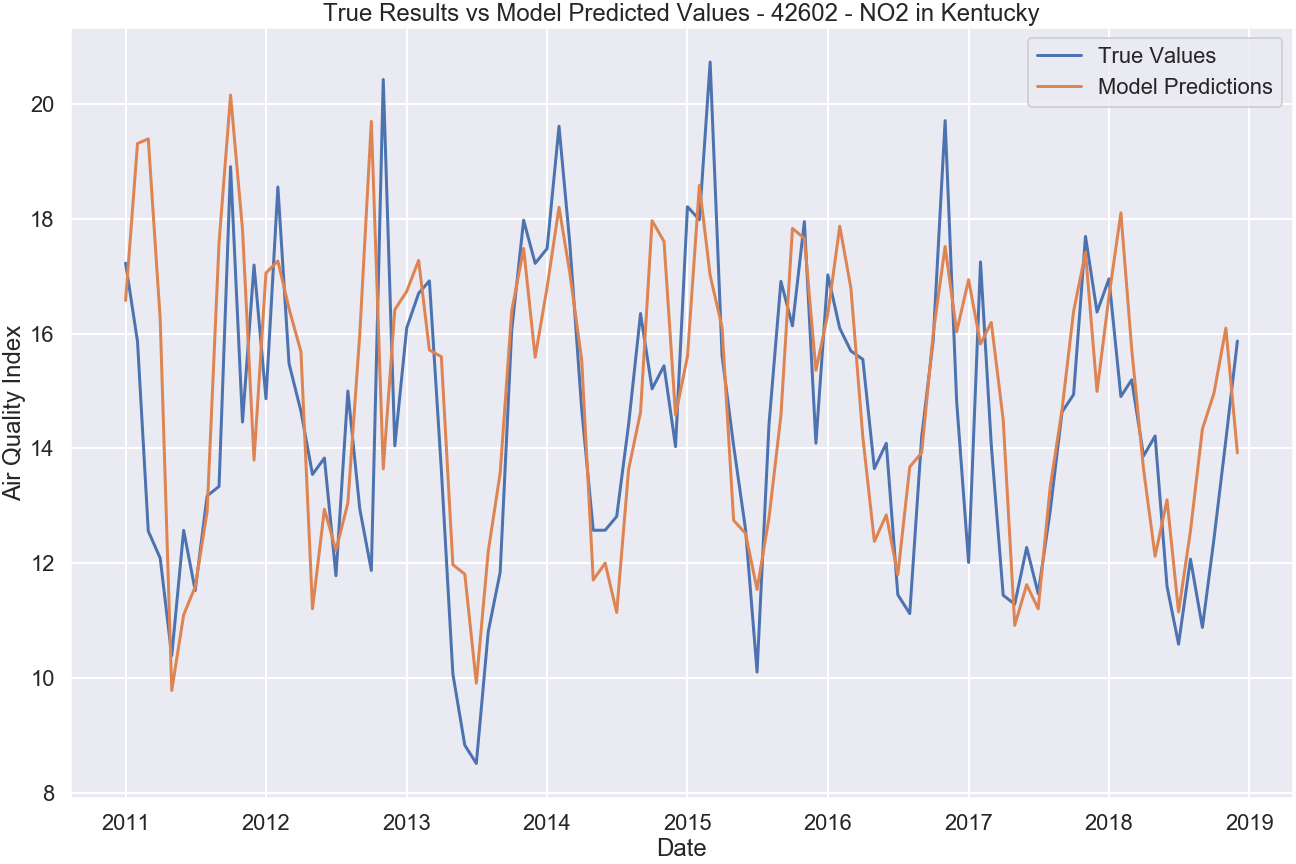 True Results vs Model Predicted Values - 42602 - NO2 in Kentucky
True Values
Model Predictions
Air Quality Index
20
18
16
14
12
10
8
2011 2012 2013 2014 2015 2016 2017 2018 2019
Date